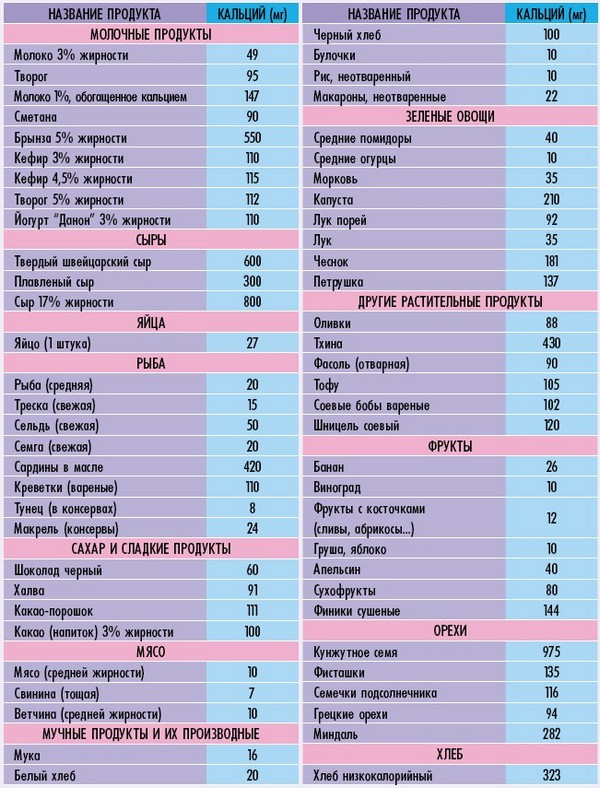 НАЗВАНИЕ ПРОДУКТА КАЛЬЦИЙ (мг)
МОЛОЧНЫЕ ПРОДУКТЫ
Молоко 3% жирности 49
Творог 95
Молоко 1%, обогащенное кальцием 147
Сметана 90
Брынза 5% жирности 550
Кефир 3% жирности 110
Кефир 4,5% жирности 115
Творог 5% жирности 112
Йогурт “Данон” 3% жирности 110
СЫРЫ
Твердый швейцарский сыр 600
Плавленый сыр 300
Сыр 17% жирности 800
ЯЙЦА
Яйцо (1 штука) 27
РЫБА
Рыба (средняя) 20
Треска (свежая) 15
Сельдь (свежая) 50
Семга (свежая) 20
Сардины в масле 420
Креветки (вареные) 110
Тунец (в консервах) 8
Макрель (консервы) 24
САХАР И СЛАДКИЕ ПРОДУКТЫ
Шоколад черный 60
Халва 91
Какао-порошок 111
Какао (напиток) 3% жирности 100
МЯСО
Мясо (средней жирности) 10
Свинина (тощая) 7
Ветчина (средней жирности) 10
МУЧНЫЕ ПРОДУКТЫ И ИХ ПРОИЗВОДНЫЕ
Мука 16
Белый хлеб 20
НАЗВАНИЕ ПРОДУКТА КАЛЬЦИЙ (мг)
Черный хлеб 100
Булочки 10
Рис, неотваренный 10
Макароны, неотваренные 22
ЗЕЛЕНЫЕ ОВОЩИ
Средние помидоры 40
Средние огурцы 10
Морковь 35
Капуста 210
Лук порей 92
Лук 35
Чеснок 181
Петрушка 137
ДРУГИЕ РАСТИТЕЛЬНЫЕ ПРОДУКТЫ
Оливки 88
Тхина 430
Фасоль (отварная) 90
Тофу 105
Соевые бобы вареные 102
Шницель соевый 120
ФРУКТЫ
Банан 26
Виноград 10
Фрукты с косточками
(сливы, абрикосы...) 12
Груша, яблоко 10
Апельсин 40
Сухофрукты 80
Финики сушеные 144
ОРЕХИ
Кунжутное семя 975
Фисташки 135
Семечки подсолнечника 116
Грецкие орехи 94
Миндаль 282
ХЛЕБ
Хлеб низкокалорийный 323